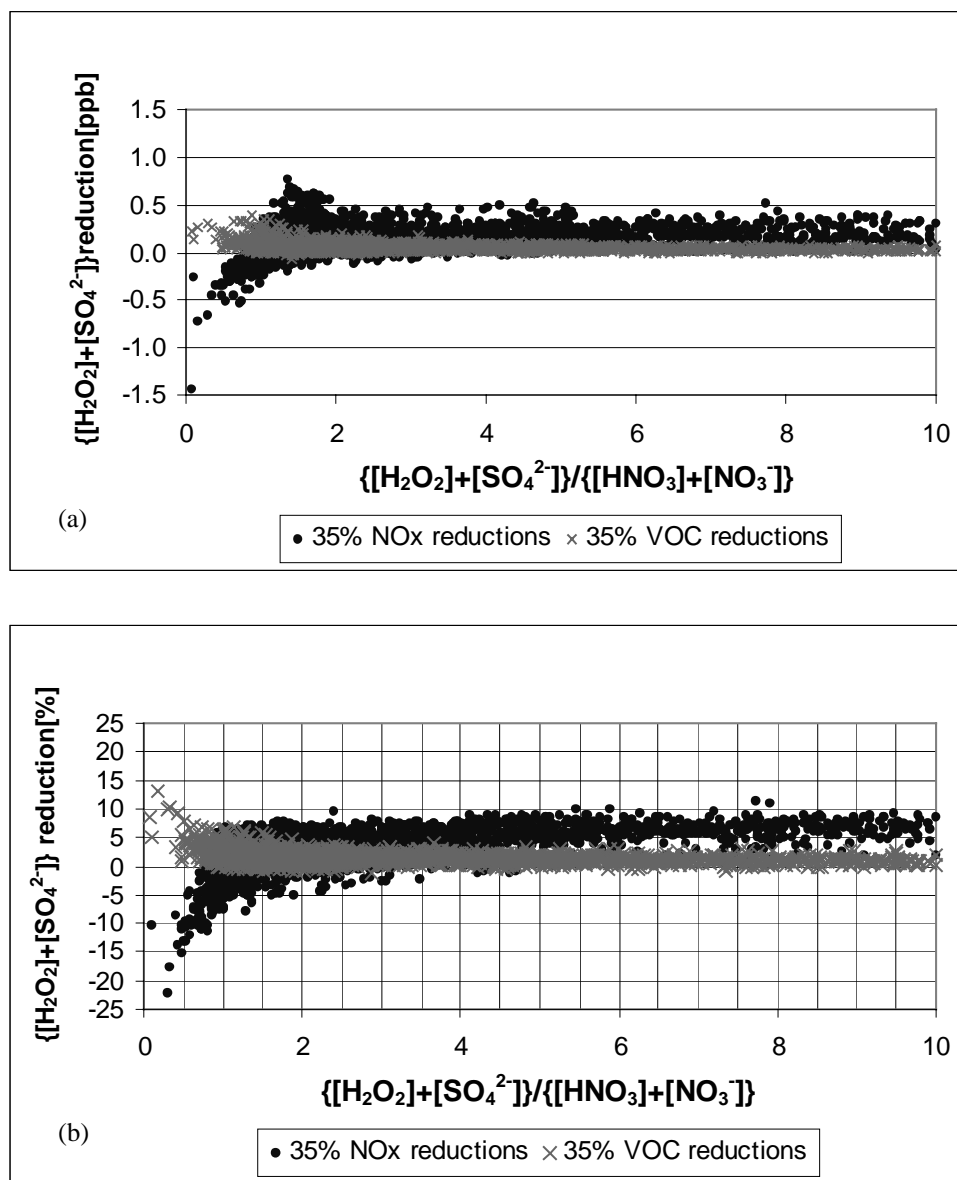 {[H₂O₂]+[SO₄²⁻]}reduction[ppb]
1.5
1.0
0.5
0.0
-0.5
-1.0
-1.5
0 2 4 6 8 10
{[H₂O₂]+[SO₄²⁻]}/{[HNO₃]+[NO₃⁻]}
(a)
• 35% NOx reductions × 35% VOC reductions
{[H₂O₂]+[SO₄²⁻]} reduction[%]
25
20
15
10
5
0
-5
-10
-15
-20
-25
0 2 4 6 8 10
{[H₂O₂]+[SO₄²⁻]}/{[HNO₃]+[NO₃⁻]}
(b)
• 35% NOx reductions × 35% VOC reductions